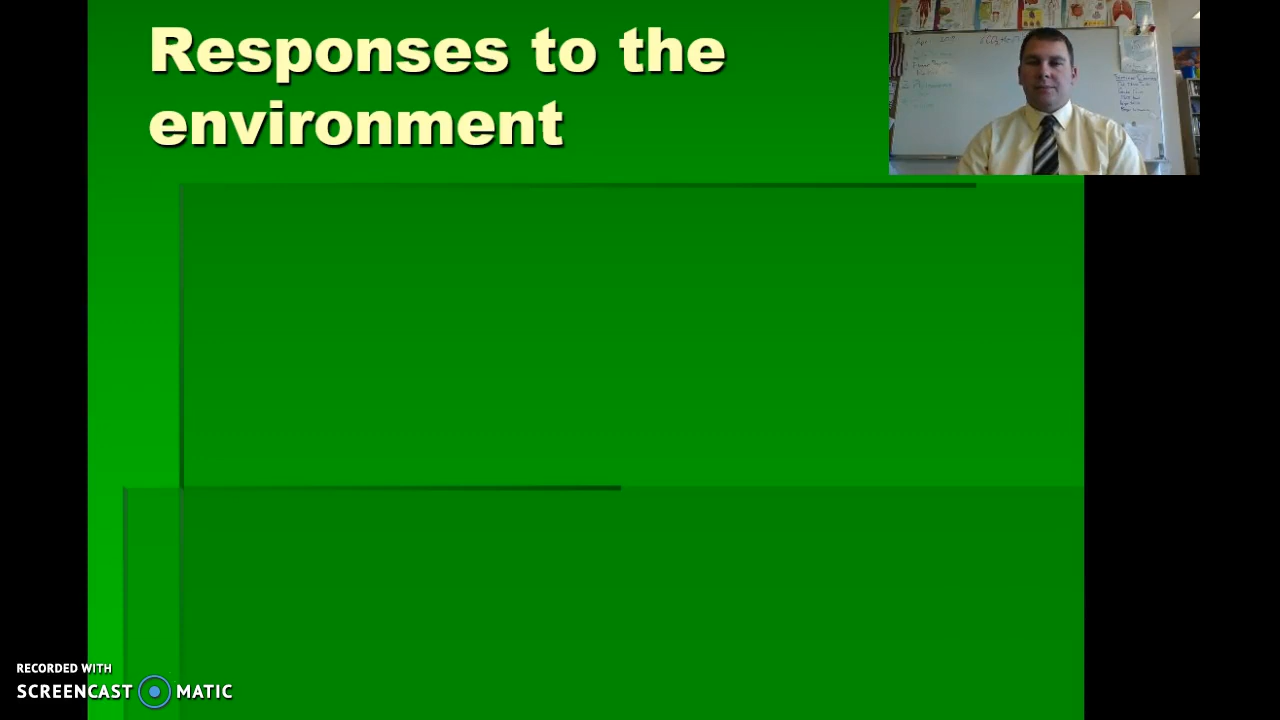 Responses to the
environment
RECORDED WITH
SCREENCAST MATIC